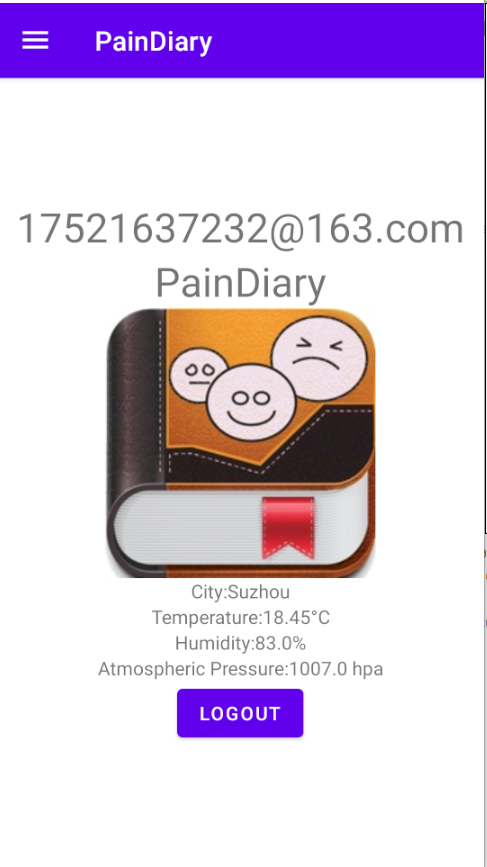 PainDiary
17521637232@163.com
PainDiary
City:Suzhou
Temperature:18.45°C
Humidity:83.0%
Atmospheric Pressure:1007.0 hpa
LOGOUT